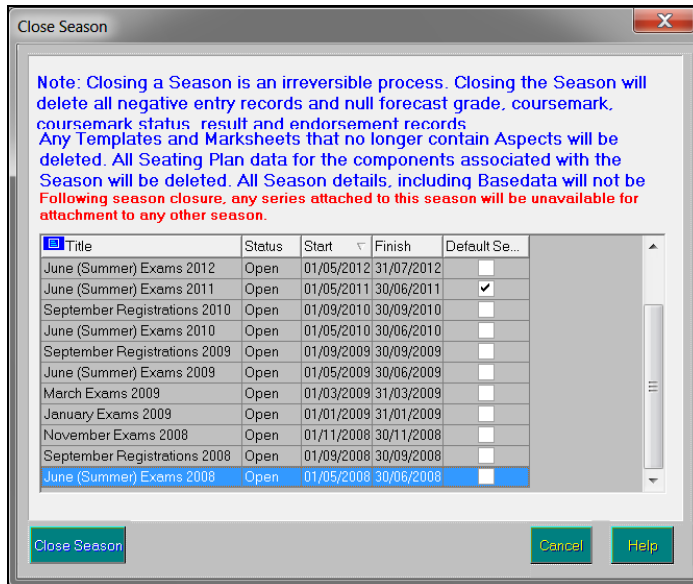 Close Season
Note: Closing a Season is an irreversible process. Closing the Season will
delete all negative entry records and null forecast grade, coursemark,
coursemark status, result and endorsement records
Any Templates and Marksheets that no longer contain Aspects will be
deleted. All Seating Plan data for the components associated with the
Season will be deleted. All Season details, including Basedata will not be
Following season closure, any series attached to this season will be unavailable for
attachment to any other season.
Title Status Start Finish Default Se...
June (Summer) Exams 2012 Open 01/05/2012 31/07/2012
June (Summer) Exams 2011 Open 01/05/2011 30/06/2011
September Registrations 2010 Open 01/09/2010 30/09/2010
June (Summer) Exams 2010 Open 01/05/2010 30/06/2010
September Registrations 2009 Open 01/09/2009 30/09/2009
June (Summer) Exams 2009 Open 01/05/2009 30/06/2009
March Exams 2009 Open 01/03/2009 31/03/2009
January Exams 2009 Open 01/01/2009 31/01/2009
November Exams 2008 Open 01/11/2008 30/11/2008
September Registrations 2008 Open 01/09/2008 30/09/2008
June (Summer) Exams 2008 Open 01/05/2008 30/06/2008
Close Season Cancel Help